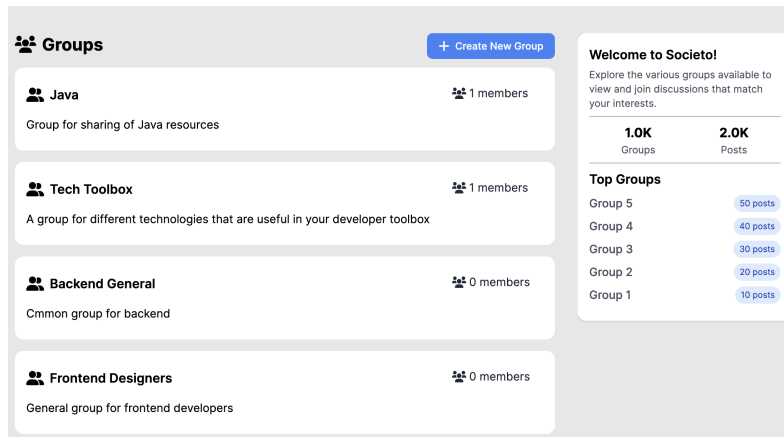 Groups
Create New Group
Java
1 members
Group for sharing of Java resources
Tech Toolbox
1 members
A group for different technologies that are useful in your developer toolbox
Backend General
0 members
Cmmon group for backend
Frontend Designers
0 members
General group for frontend developers
Welcome to Societo!
Explore the various groups available to
view and join discussions that match
your interests.
1.0K
2.0K
Groups
Posts
Top Groups
Group 5
50 posts
Group 4
40 posts
Group 3
30 posts
Group 2
20 posts
Group 1
10 posts